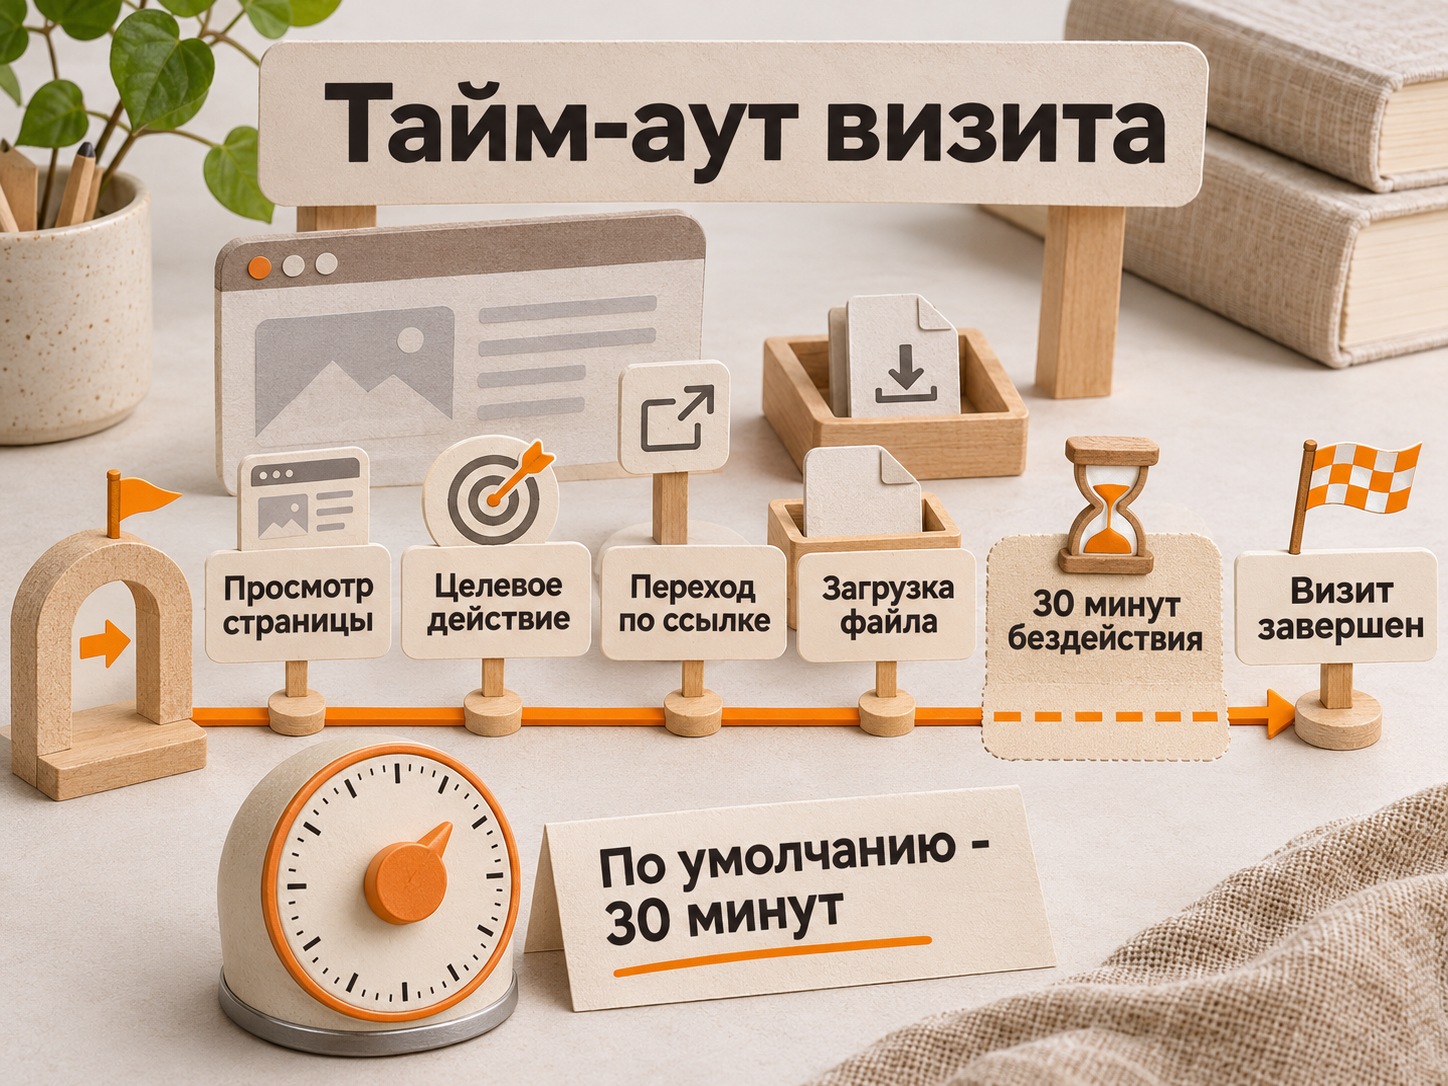 Тайм-аут визита
Просмотр
страницы
Целевое
действие
Переход
по ссылке
Загрузка
файла
30 минут
бездействия
Визит
завершен
По умолчанию -
30 минут